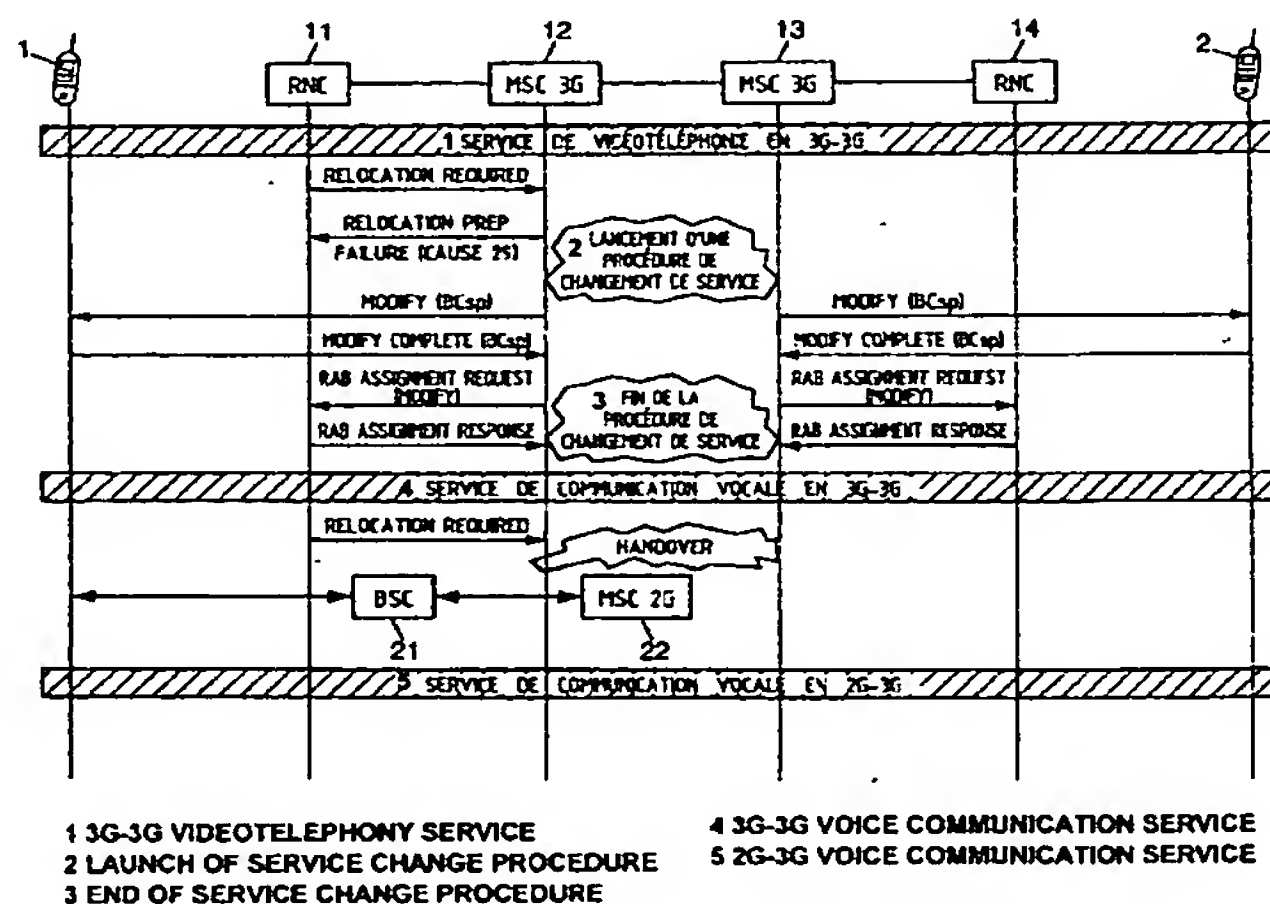 1
11
12
13
14
2
RNC
MSC 3G
MSC 3G
RNC
1 SERVICE DE VIDÉOTÉLÉPHONIE EN 3G-3G
RELOCATION REQUIRED
RELOCATION PREP
FAILURE (CAUSE 25)
2 LANCEMENT D'UNE
PROCÉDURE DE
CHANGEMENT DE SERVICE
MODIFY (BCsp)
MODIFY (BCsp)
MODIFY COMPLETE (BCsp)
MODIFY COMPLETE (BCsp)
RAB ASSIGNMENT REQUEST
(MODIFY)
3 FIN DE LA
PROCÉDURE DE
CHANGEMENT DE SERVICE
RAB ASSIGNMENT REQUEST
(MODIFY)
RAB ASSIGNMENT RESPONSE
RAB ASSIGNMENT RESPONSE
4 SERVICE DE COMMUNICATION VOCALE EN 3G-3G
RELOCATION REQUIRED
HANDOVER
BSC
MSC 2G
21
22
5 SERVICE DE COMMUNICATION VOCALE EN 2G-3G
1 3G-3G VIDEOTELEPHONY SERVICE
2 LAUNCH OF SERVICE CHANGE PROCEDURE
3 END OF SERVICE CHANGE PROCEDURE
4 3G-3G VOICE COMMUNICATION SERVICE
5 2G-3G VOICE COMMUNICATION SERVICE